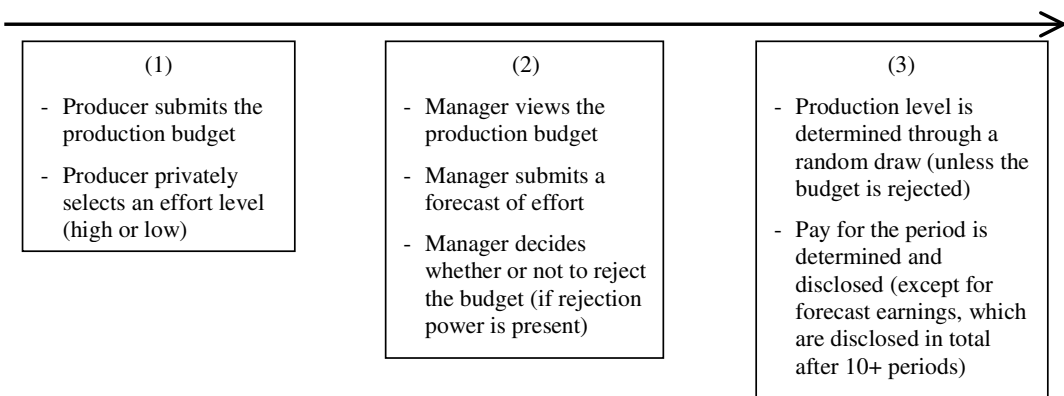 (1)
- Producer submits the
production budget
- Producer privately
selects an effort level
(high or low)
(2)
- Manager views the
production budget
- Manager submits a
forecast of effort
- Manager decides
whether or not to reject
the budget (if rejection
power is present)
(3)
- Production level is
determined through a
random draw (unless the
budget is rejected)
- Pay for the period is
determined and
disclosed (except for
forecast earnings, which
are disclosed in total
after 10+ periods)